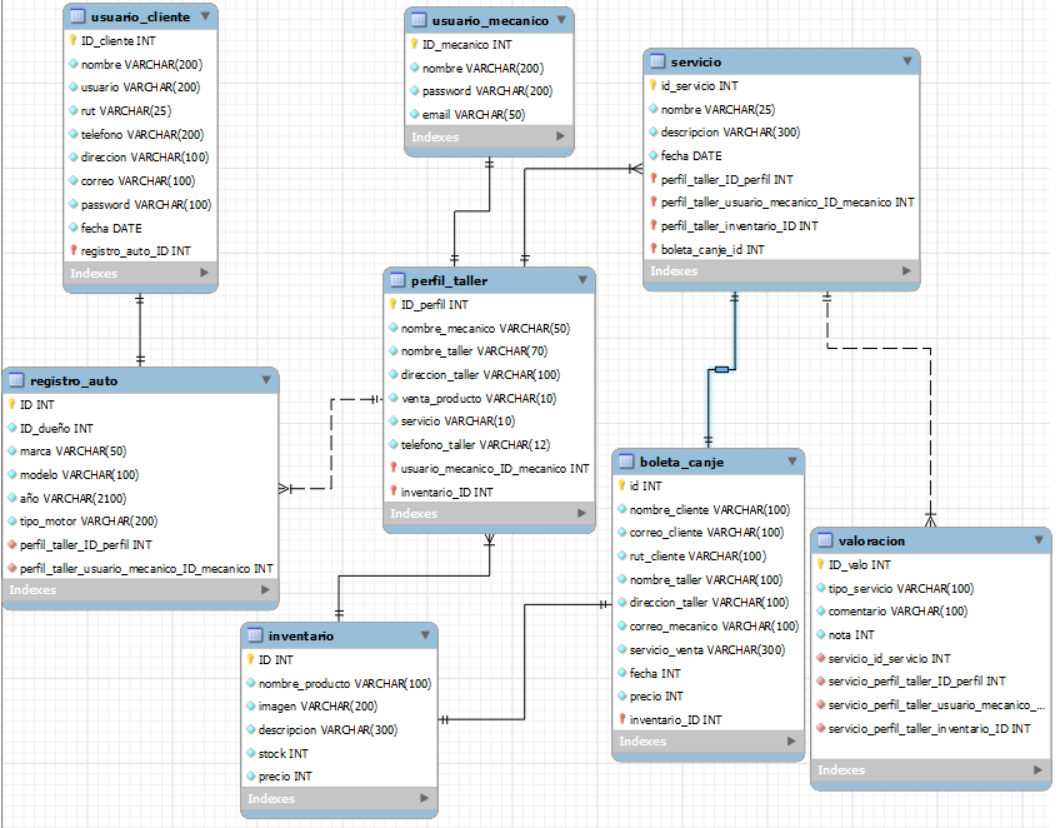 usuario_cliente
ID_cliente INT
nombre VARCHAR(200)
usuario VARCHAR(200)
rut VARCHAR(25)
telefono VARCHAR(200)
direccion VARCHAR(100)
correo VARCHAR(100)
password VARCHAR(100)
fecha DATE
registro_auto_ID INT
Indexes
usuario_mecanico
ID_mecanico INT
nombre VARCHAR(200)
password VARCHAR(200)
email VARCHAR(50)
Indexes
servicio
id_servicio INT
nombre VARCHAR(25)
descripcion VARCHAR(300)
fecha DATE
perfil_taller_ID_perfil INT
perfil_taller_usuario_mecanico_ID_mecanico INT
perfil_taller_inventario_ID INT
boleta_canje_id INT
Indexes
perfil_taller
ID_perfil INT
nombre_mecanico VARCHAR(50)
nombre_taller VARCHAR(70)
direccion_taller VARCHAR(100)
venta_producto VARCHAR(10)
servicio VARCHAR(10)
telefono_taller VARCHAR(12)
usuario_mecanico_ID_mecanico INT
inventario_ID INT
Indexes
registro_auto
ID INT
ID_dueño INT
marca VARCHAR(50)
modelo VARCHAR(100)
año VARCHAR(2100)
tipo_motor VARCHAR(200)
perfil_taller_ID_perfil INT
perfil_taller_usuario_mecanico_ID_mecanico INT
Indexes
boleta_canje
id INT
nombre_cliente VARCHAR(100)
correo_cliente VARCHAR(100)
rut_cliente VARCHAR(100)
nombre_taller VARCHAR(100)
direccion_taller VARCHAR(100)
correo_mecanico VARCHAR(100)
servicio_venta VARCHAR(300)
fecha INT
precio INT
inventario_ID INT
Indexes
valoracion
ID_valo INT
tipo_servicio VARCHAR(100)
comentario VARCHAR(100)
nota INT
servicio_id_servicio INT
servicio_perfil_taller_ID_perfil INT
servicio_perfil_taller_usuario_mecanico_...
servicio_perfil_taller_inventario_ID INT
Indexes
inventario
ID INT
nombre_producto VARCHAR(100)
imagen VARCHAR(200)
descripcion VARCHAR(300)
stock INT
precio INT
Indexes